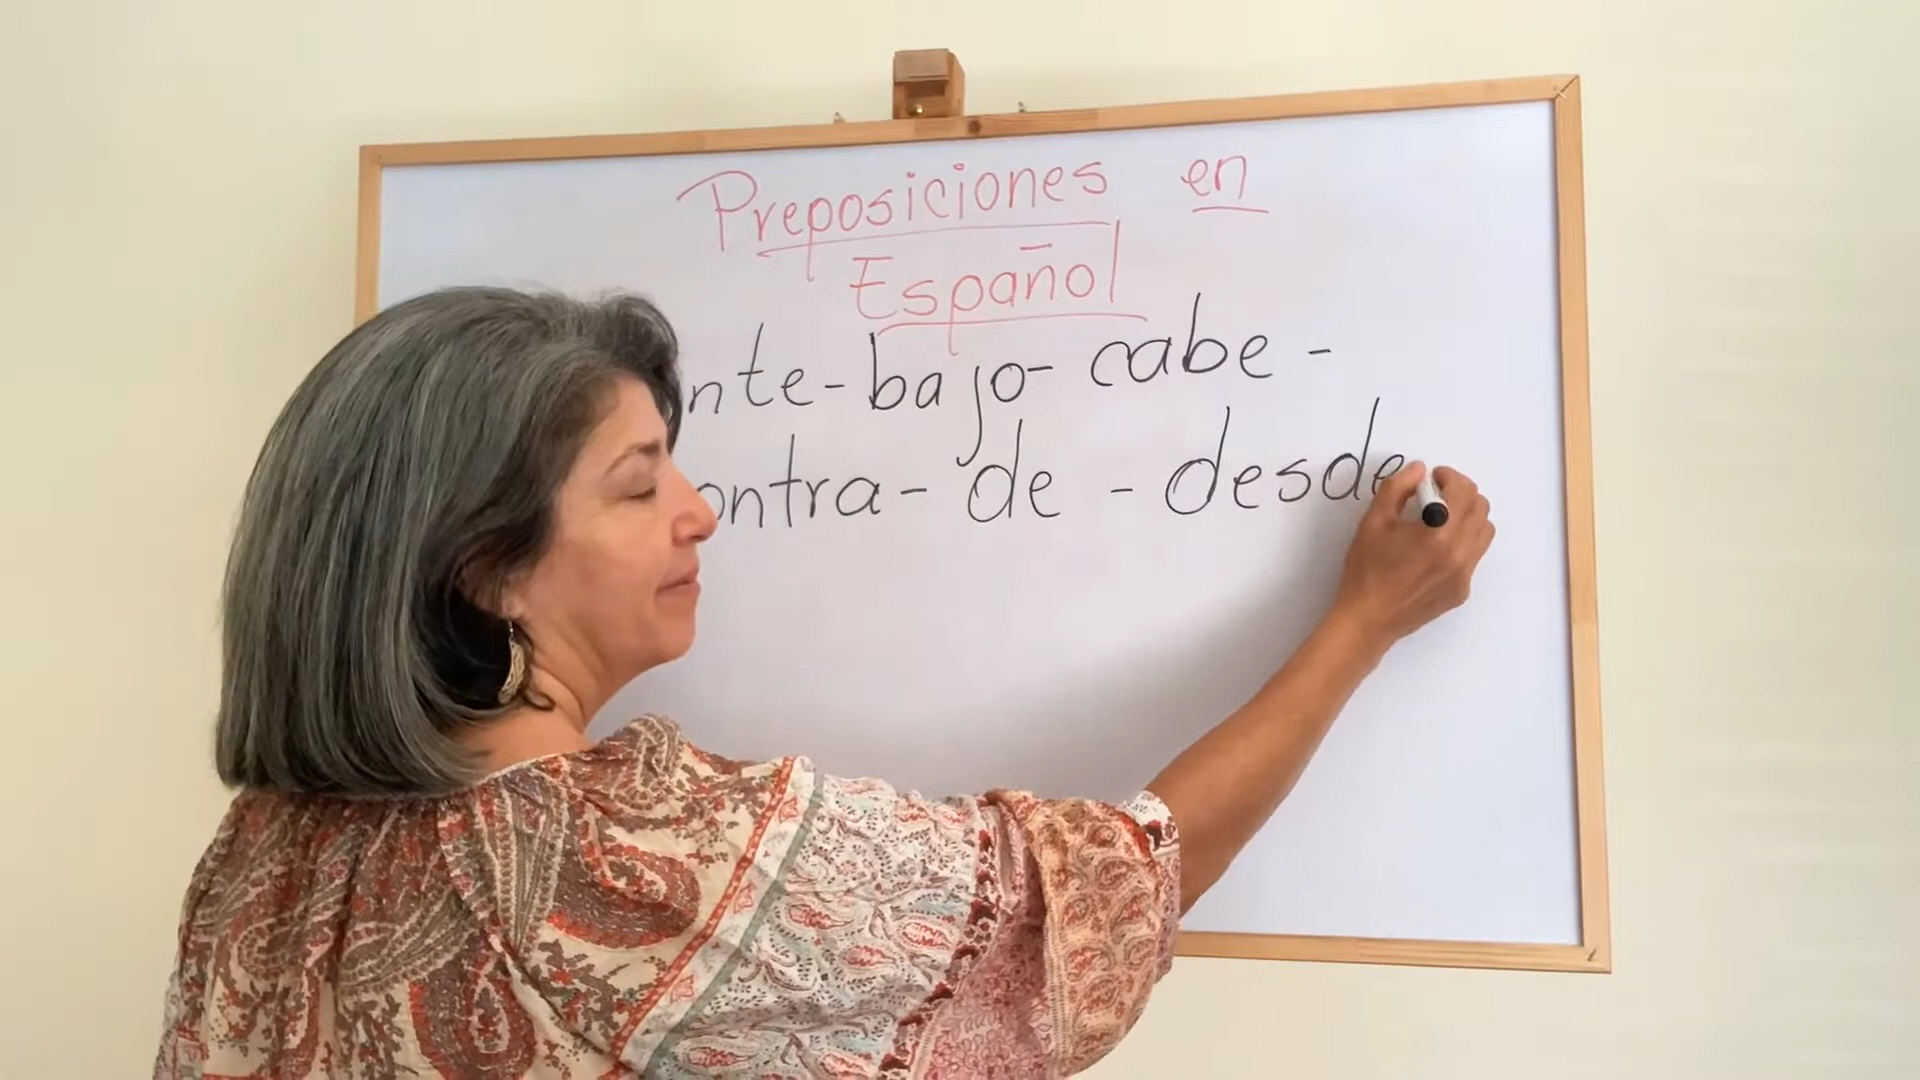 Preposiciones en
Español
nte - bajo - cabe -
ontra - de - desde